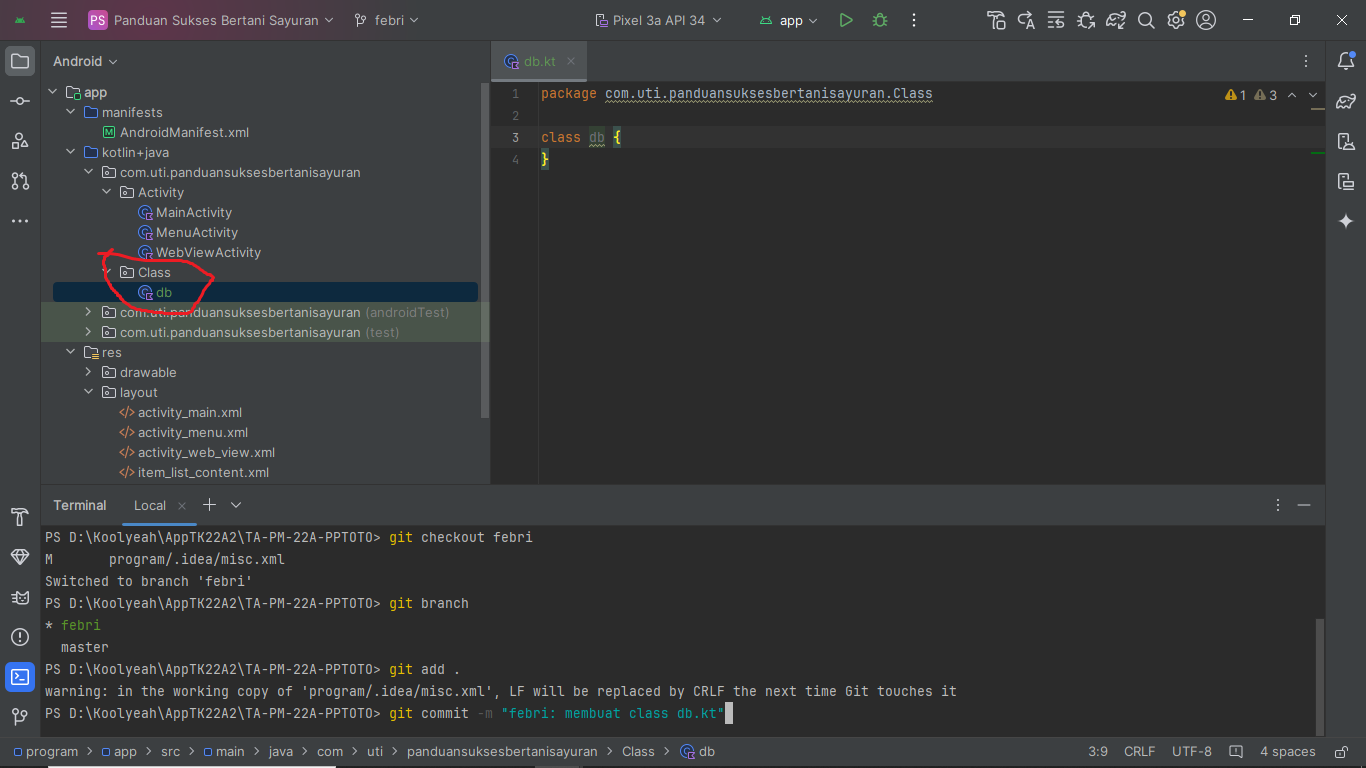 PS Panduan Sukses Bertani Sayuran febri Pixel 3a API 34 app
Android
app
manifests
AndroidManifest.xml
kotlin+java
com.uti.panduansuksesbertanisayuran
Activity
MainActivity
MenuActivity
WebViewActivity
Class
db
com.uti.panduansuksesbertanisayuran (androidTest)
com.uti.panduansuksesbertanisayuran (test)
res
drawable
layout
activity_main.xml
activity_menu.xml
activity_web_view.xml
item_list_content.xml
db.kt
1 package com.uti.panduansuksesbertanisayuran.Class
2
3 class db {
4 }
1 3
Terminal Local
PS D:\Koolyeah\AppTK22A2\TA-PM-22A-PPTOTO> git checkout febri
M program/.idea/misc.xml
Switched to branch 'febri'
PS D:\Koolyeah\AppTK22A2\TA-PM-22A-PPTOTO> git branch
* febri
master
PS D:\Koolyeah\AppTK22A2\TA-PM-22A-PPTOTO> git add .
warning: in the working copy of 'program/.idea/misc.xml', LF will be replaced by CRLF the next time Git touches it
PS D:\Koolyeah\AppTK22A2\TA-PM-22A-PPTOTO> git commit -m "febri: membuat class db.kt"
program > app > src > main > java > com > uti > panduansuksesbertanisayuran > Class > db 3:9 CRLF UTF-8 4 spaces